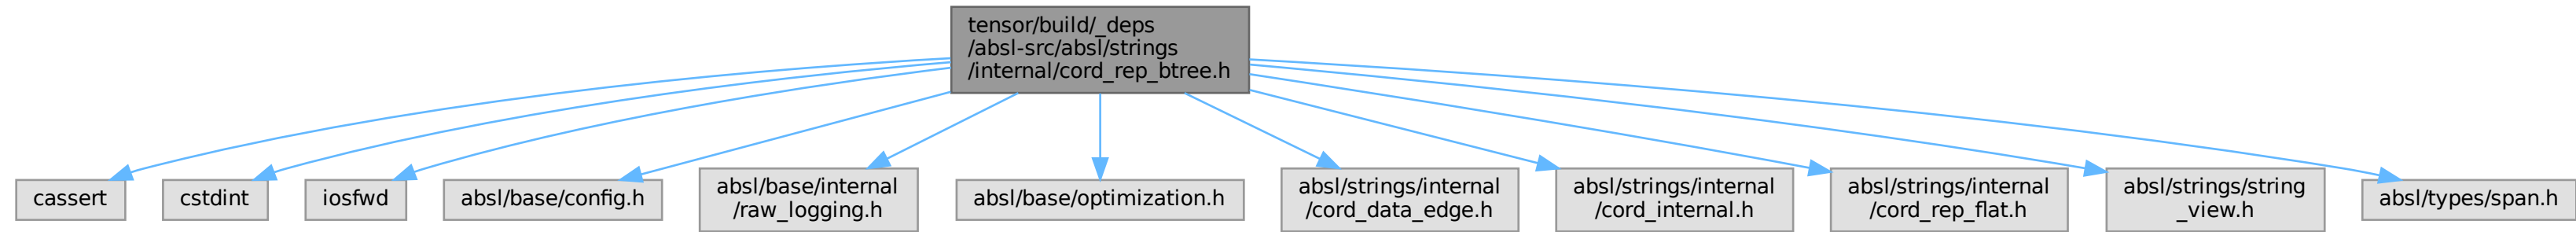 tensor/build/_deps
/absl-src/absl/strings
/internal/cord_rep_btree.h
cassert
cstdint
iosfwd
absl/base/config.h
absl/base/internal
/raw_logging.h
absl/base/optimization.h
absl/strings/internal
/cord_data_edge.h
absl/strings/internal
/cord_internal.h
absl/strings/internal
/cord_rep_flat.h
absl/strings/string
_view.h
absl/types/span.h